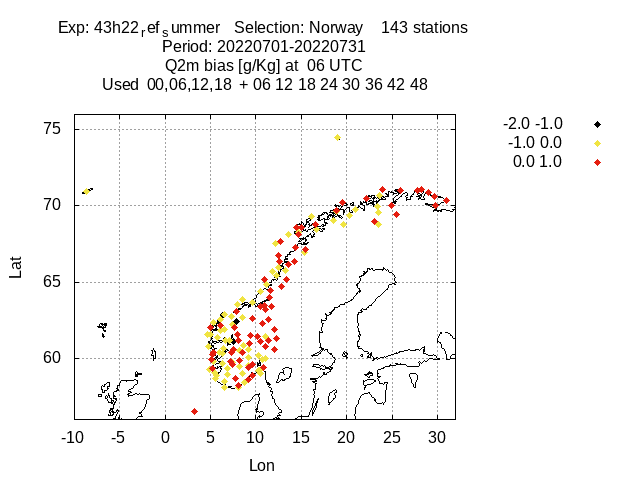 Exp: 43h22ref summer Selection: Norway 143 stations
Period: 20220701-20220731
Q2m bias [g/Kg] at 06 UTC
Used 00,06,12,18 + 06 12 18 24 30 36 42 48
-2.0 -1.0
-1.0 0.0
0.0 1.0
75
70
65
60
Lat
-10 -5 0 5 10 15 20 25 30
Lon